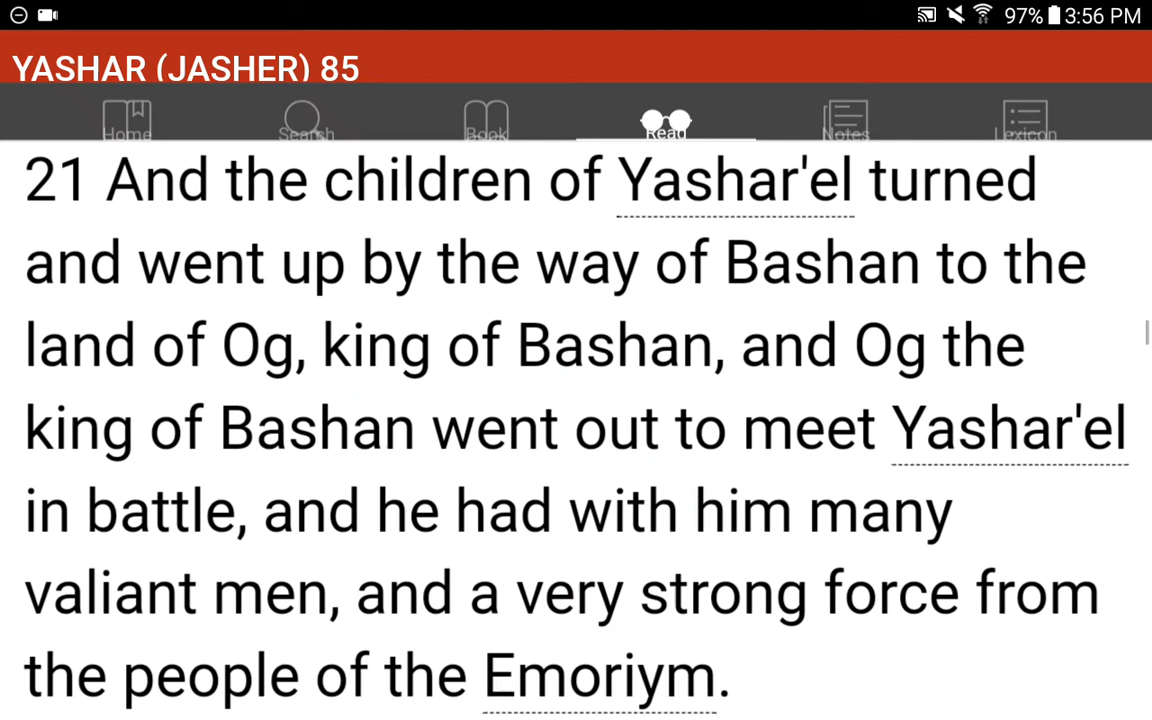 97% 3:56 PM
YASHAR (JASHER) 85
Home Search Book Read Notes Lexicon
21 And the children of Yashar'el turned
and went up by the way of Bashan to the
land of Og, king of Bashan, and Og the
king of Bashan went out to meet Yashar'el
in battle, and he had with him many
valiant men, and a very strong force from
the people of the Emoriym.